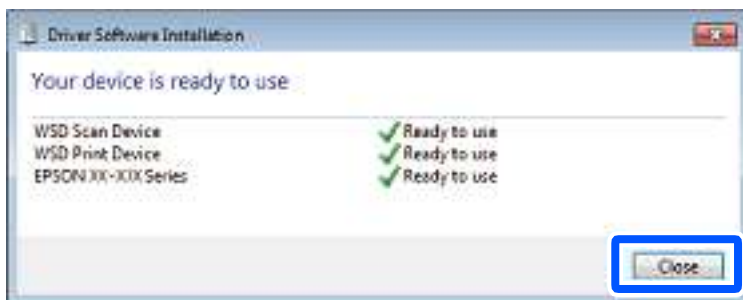 Driver Software Installation
Your device is ready to use
WSD Scan Device Ready to use
WSD Print Device Ready to use
EPSON XX-XXX Series Ready to use
Close